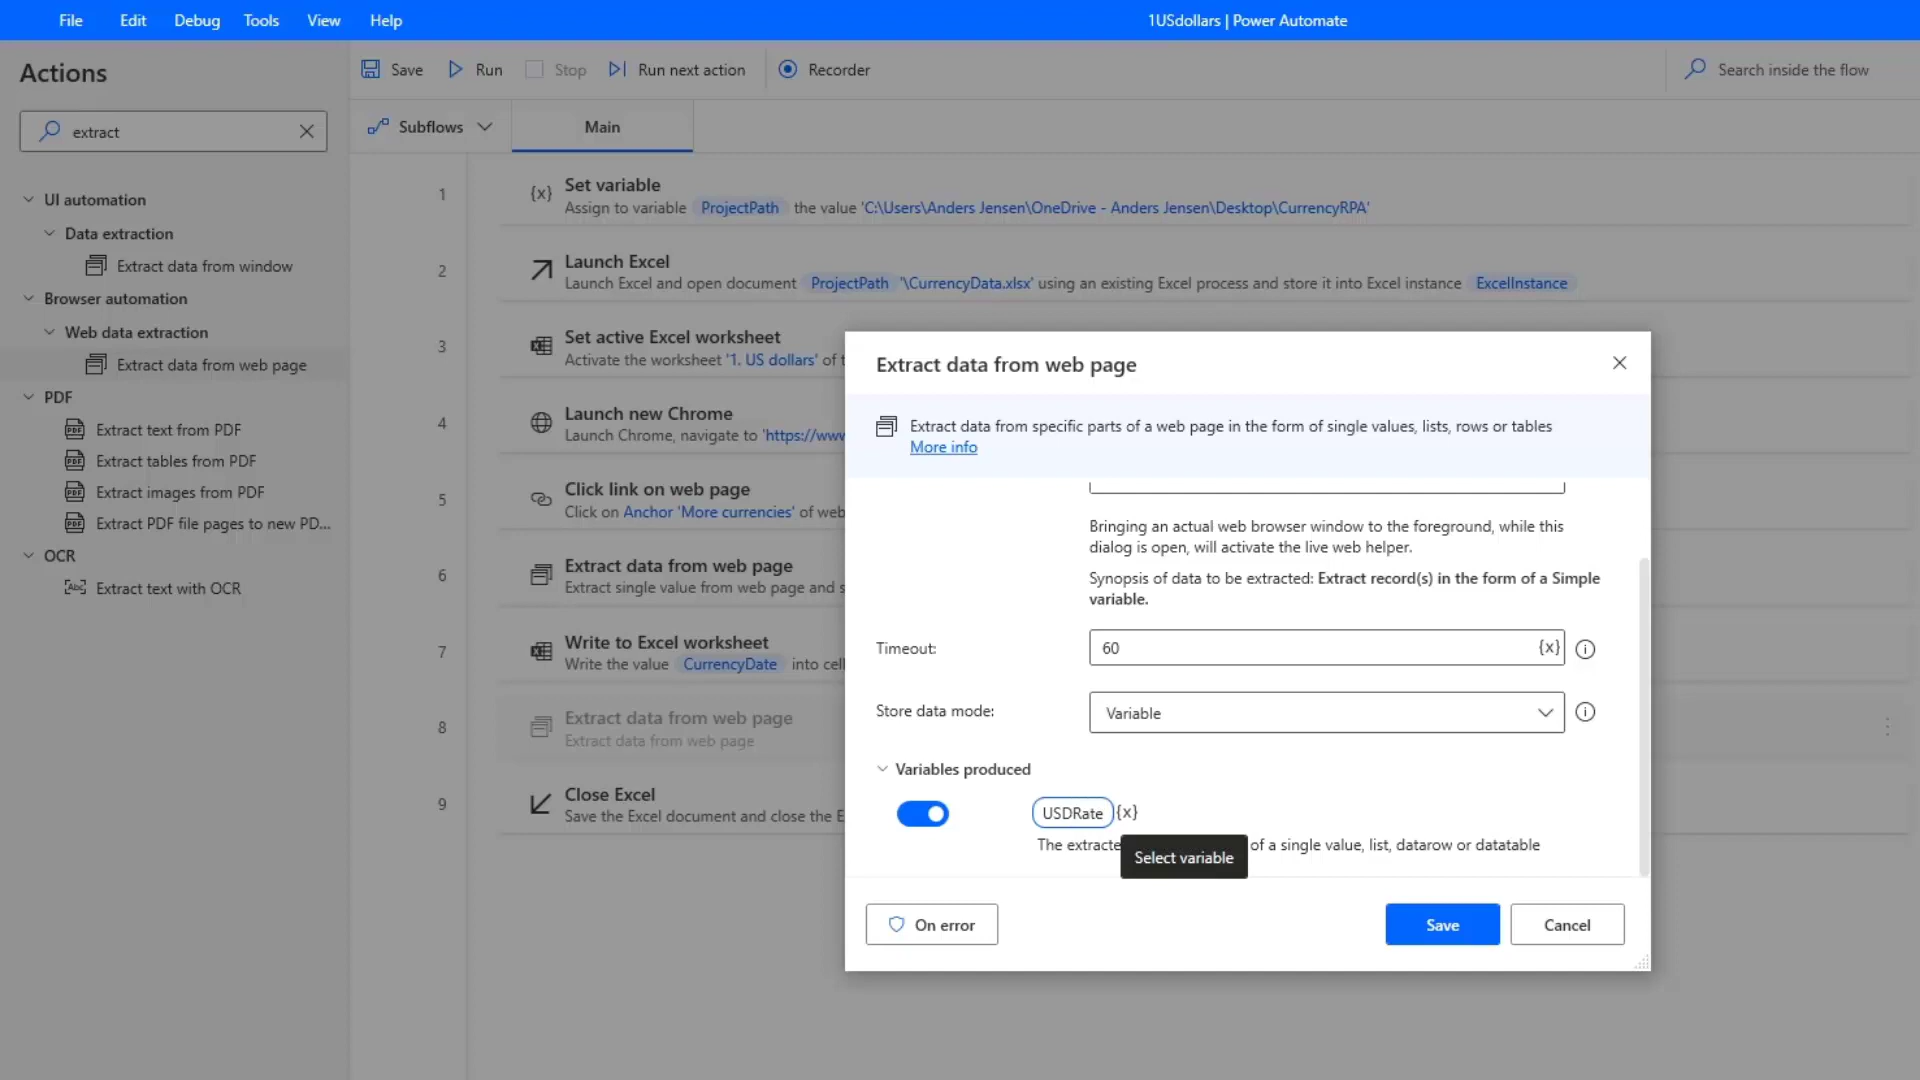 File Edit Debug Tools View Help
1USdollars | Power Automate
Actions
extract
UI automation
Data extraction
Extract data from window
Browser automation
Web data extraction
Extract data from web page
PDF
Extract text from PDF
Extract tables from PDF
Extract images from PDF
Extract PDF file pages to new PD...
OCR
Extract text with OCR
Save Run Stop Run next action Recorder
Search inside the flow
Subflows Main
1 {x} Set variable
Assign to variable ProjectPath the value 'C:\Users\Anders Jensen\OneDrive - Anders Jensen\Desktop\CurrencyRPA'
2 Launch Excel
Launch Excel and open document ProjectPath '\CurrencyData.xlsx' using an existing Excel process and store it into Excel instance ExcelInstance
3 Set active Excel worksheet
Activate the worksheet '1. US dollars' of t
4 Launch new Chrome
Launch Chrome, navigate to 'https://www
5 Click link on web page
Click on Anchor 'More currencies' of web
6 Extract data from web page
Extract single value from web page and s
7 Write to Excel worksheet
Write the value CurrencyDate into cell
8 Extract data from web page
Extract data from web page
9 Close Excel
Save the Excel document and close the E
Extract data from web page
Extract data from specific parts of a web page in the form of single values, lists, rows or tables
More info
Bringing an actual web browser window to the foreground, while this
dialog is open, will activate the live web helper.
Synopsis of data to be extracted: Extract record(s) in the form of a Simple
variable.
Timeout: 60 {x}
Store data mode: Variable
Variables produced
USDRate {x}
The extracte of a single value, list, datarow or datatable
Select variable
On error Save Cancel